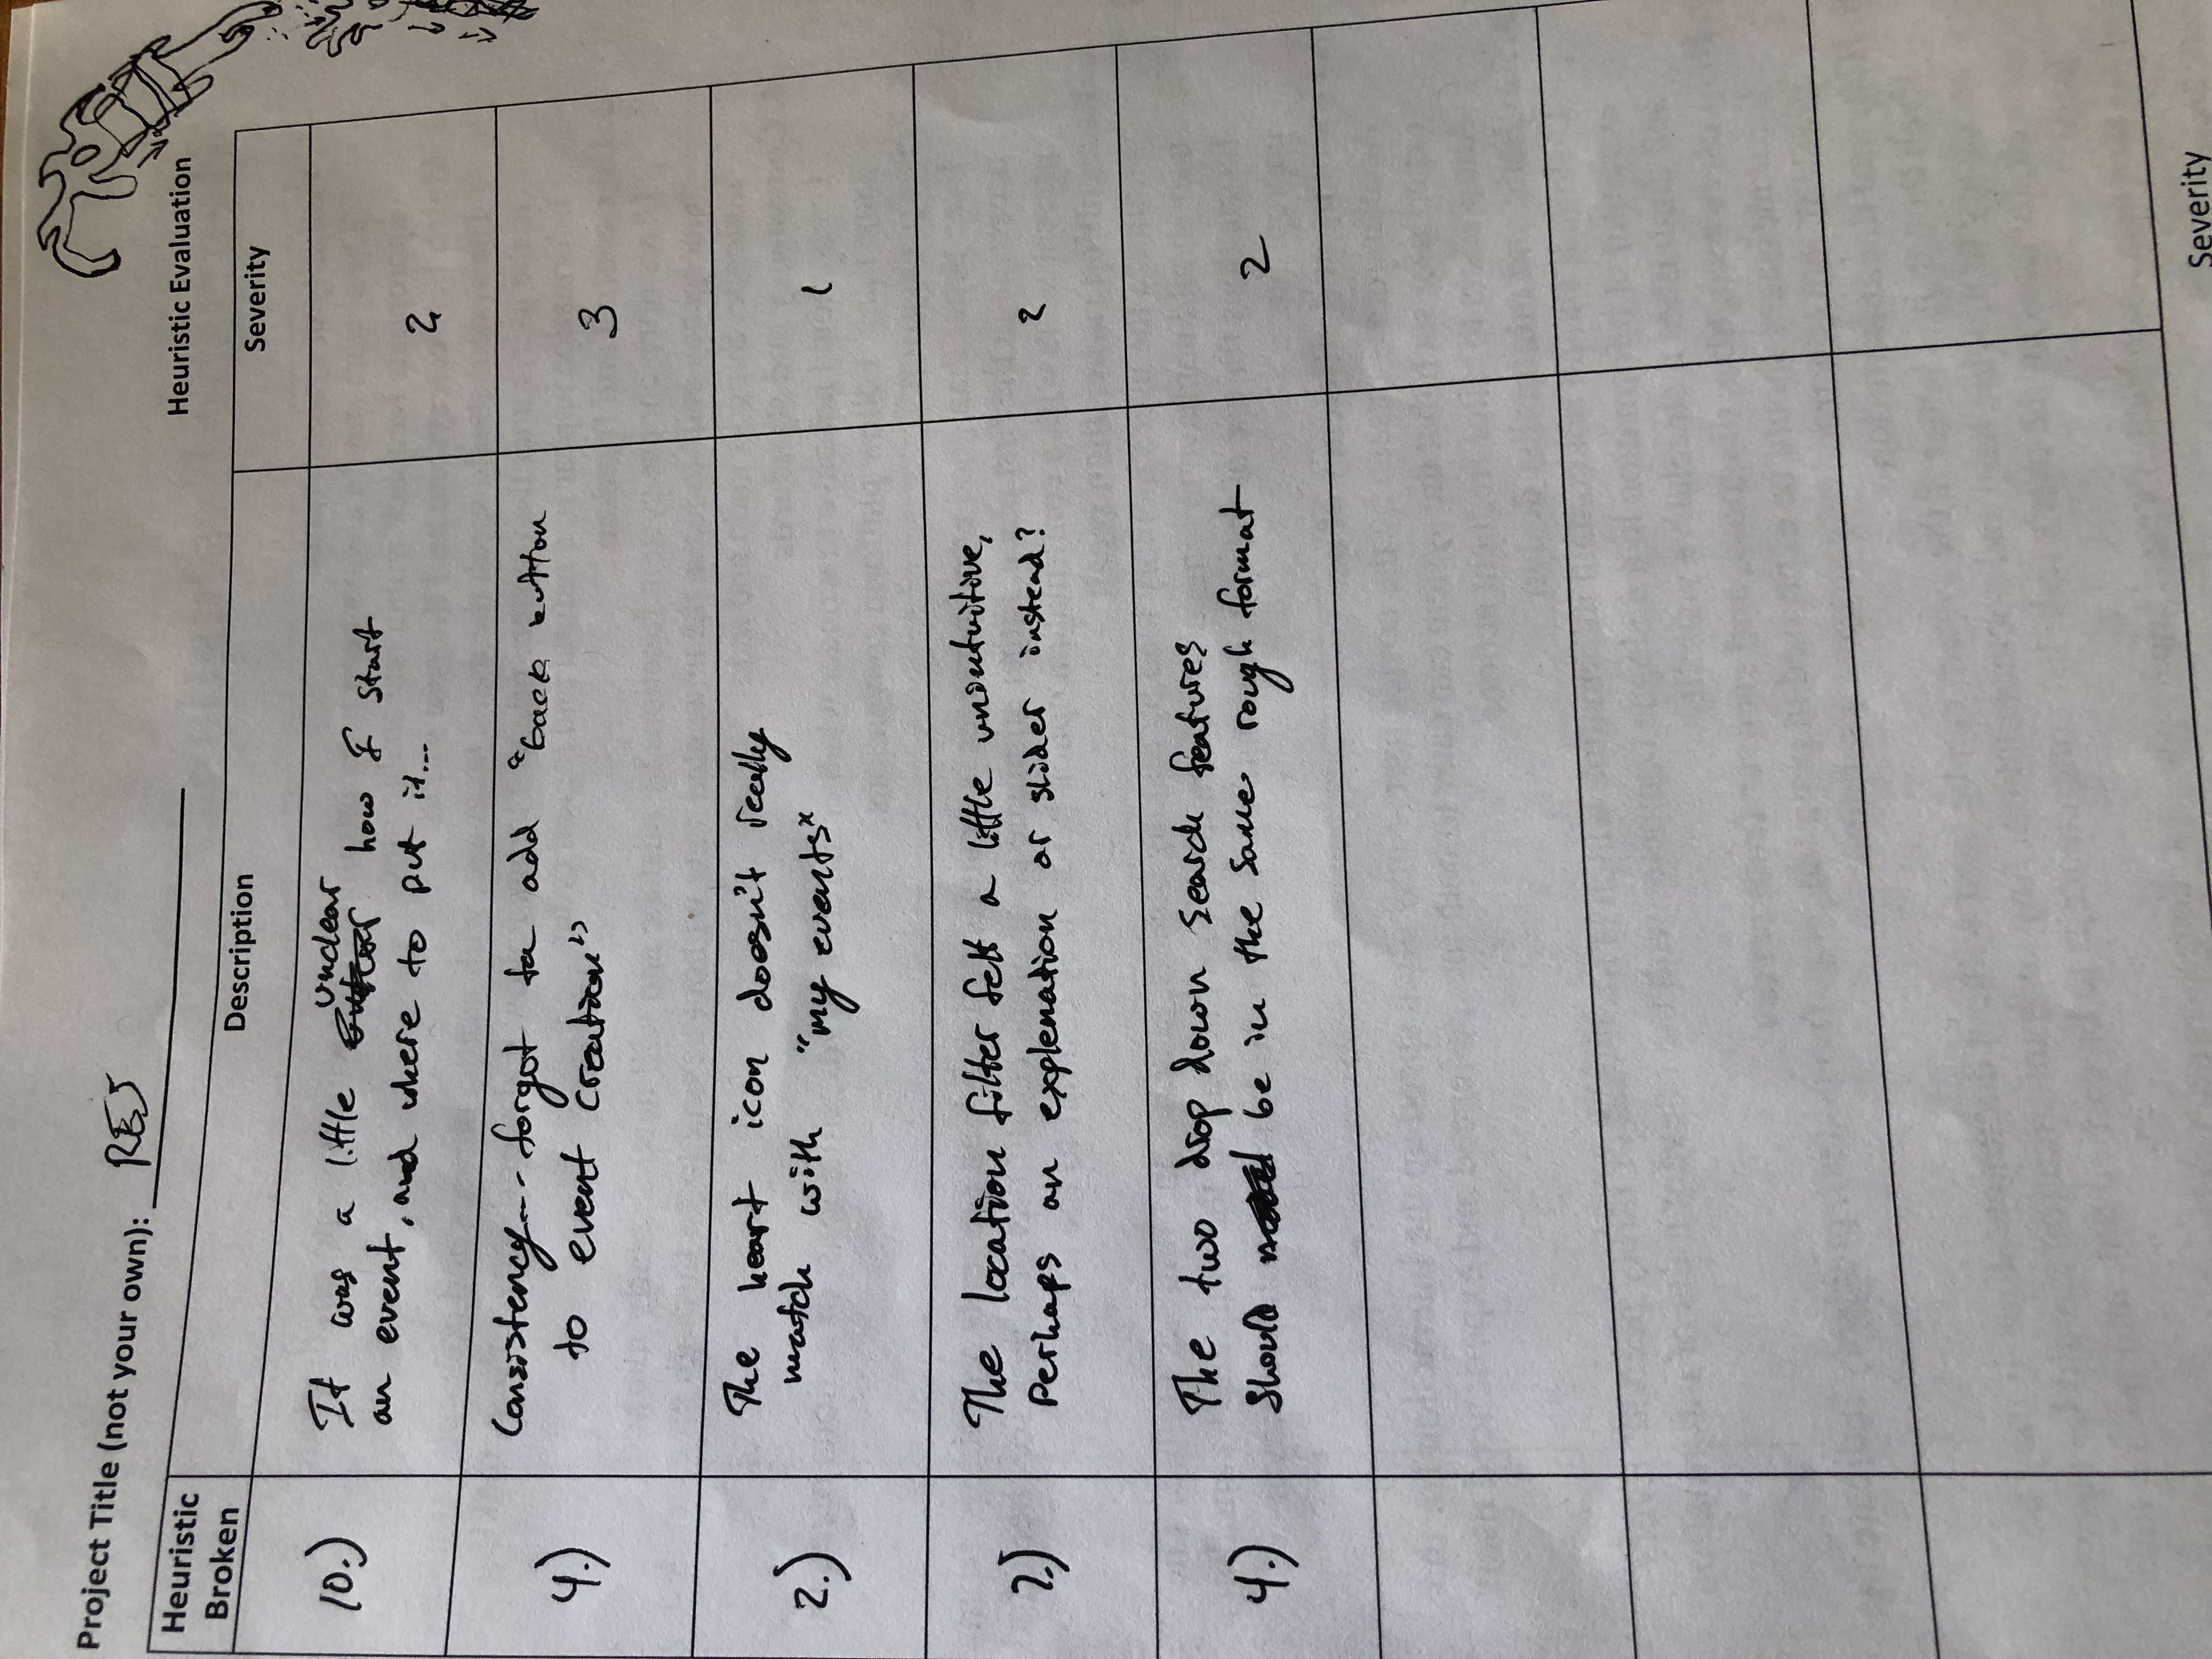 Project Title (not your own): RES
Heuristic Evaluation
Heuristic Broken
Description
Severity
10.)
It was a little unclear how I start
an event, and where to put it...
2
4.)
Consistency... forgot to add "back button
to event creation"
3
2.)
The heart icon doesn't really
match with "my events"
1
The location filter felt a little unintuitive,
Perhaps an explenation or slider instead?
2
4.)
The two drop down search features
Should be in the same rough format
2
Severity